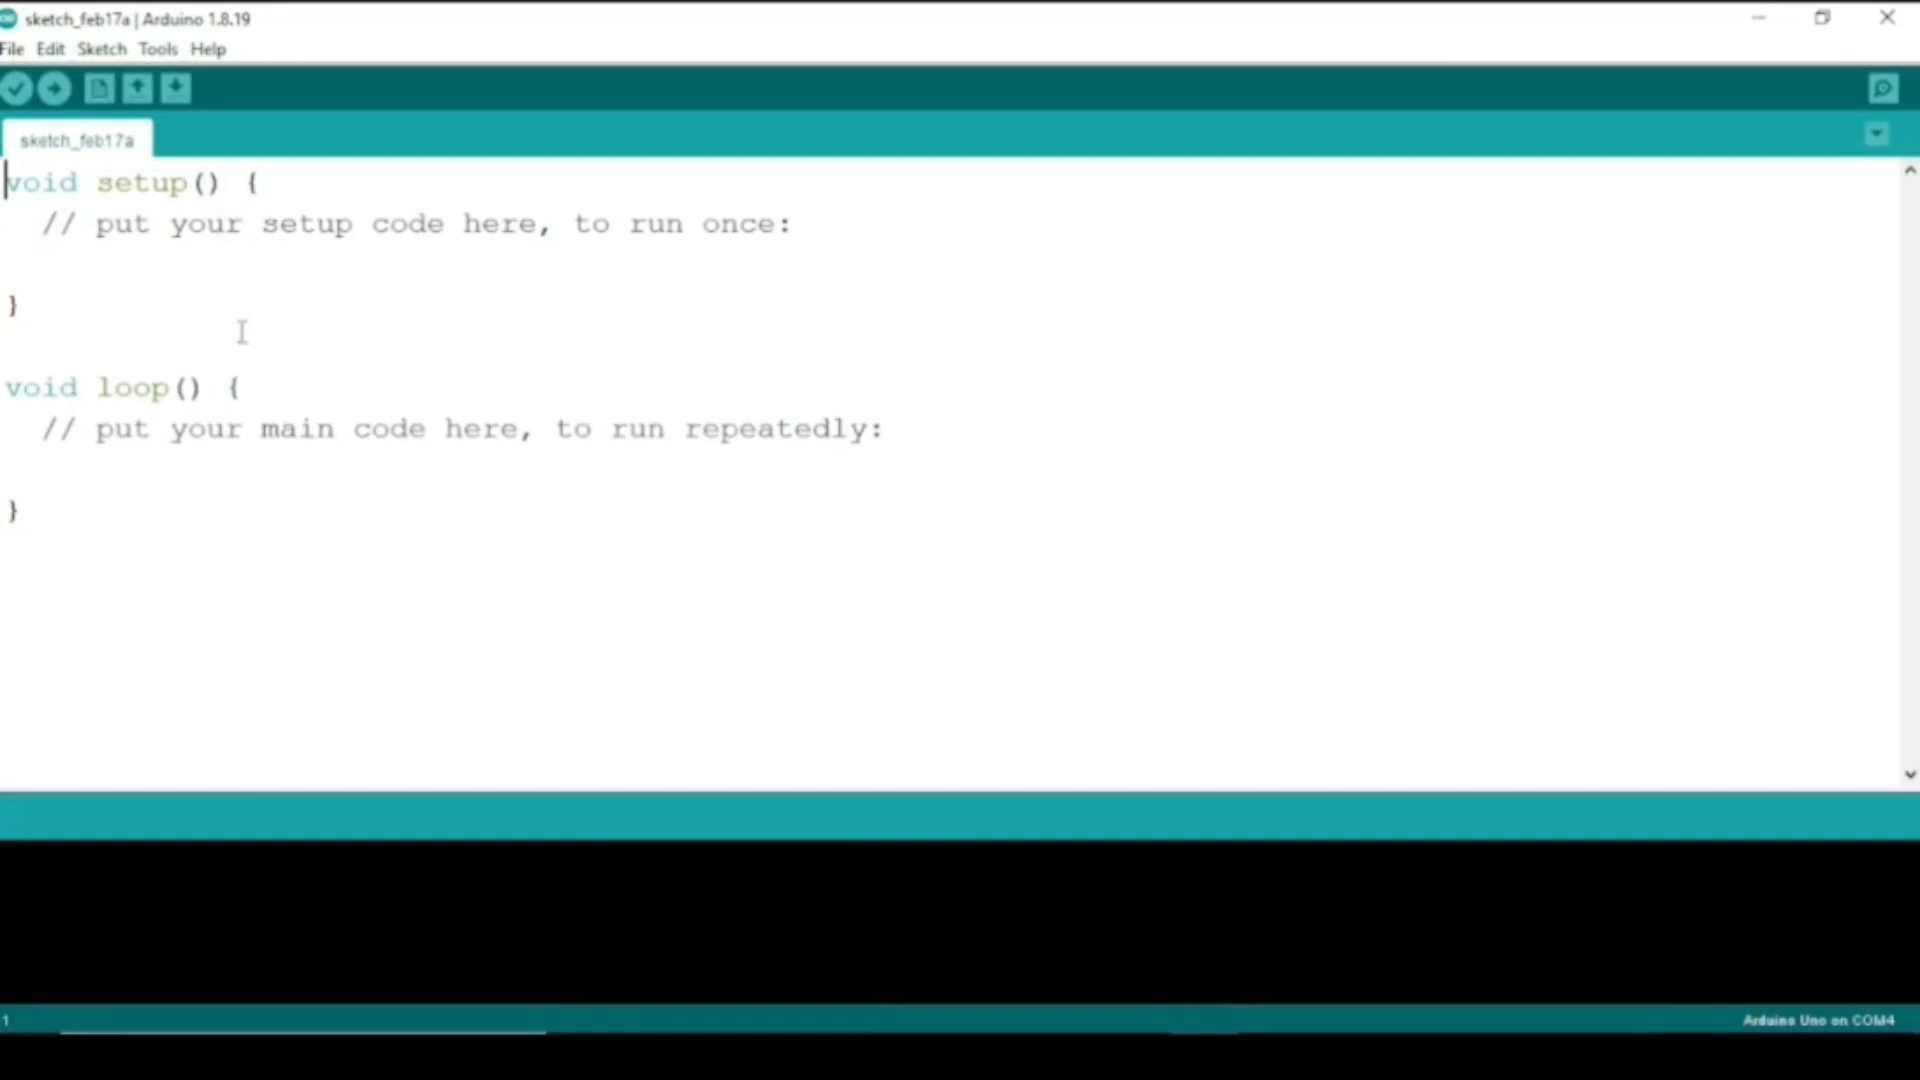 sketch_feb17a | Arduino 1.8.19
File Edit Sketch Tools Help
sketch_feb17a
void setup() {
// put your setup code here, to run once:
}
void loop() {
// put your main code here, to run repeatedly:
}
1
Arduino Uno on COM4